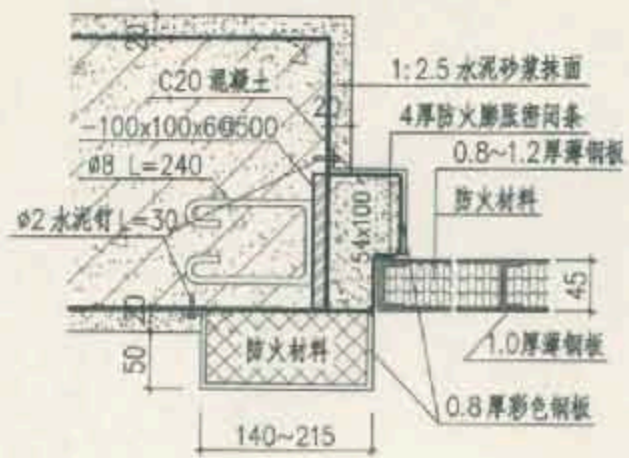 20
C20 混凝土
1:2.5 水泥砂浆抹面
20
4厚防火膨胀密闭条
-100x100x6@500
0.8~1.2厚薄钢板
ø8 L=240
防火材料
ø2 水泥钉L=30
54x100
45
20
50
防火材料
1.0厚薄钢板
0.8厚彩色钢板
140~215